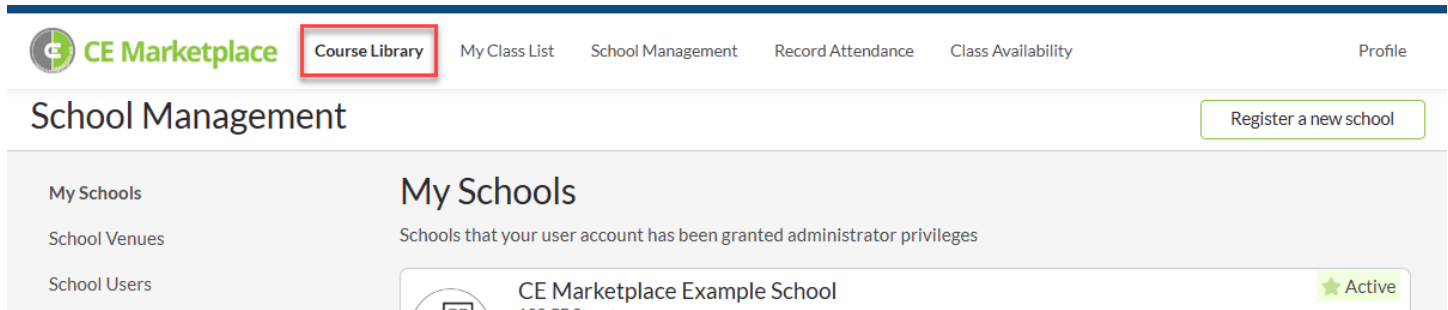 CE Marketplace Course Library My Class List School Management Record Attendance Class Availability Profile
School Management Register a new school
My Schools
School Venues
School Users
My Schools
Schools that your user account has been granted administrator privileges
CE Marketplace Example School Active